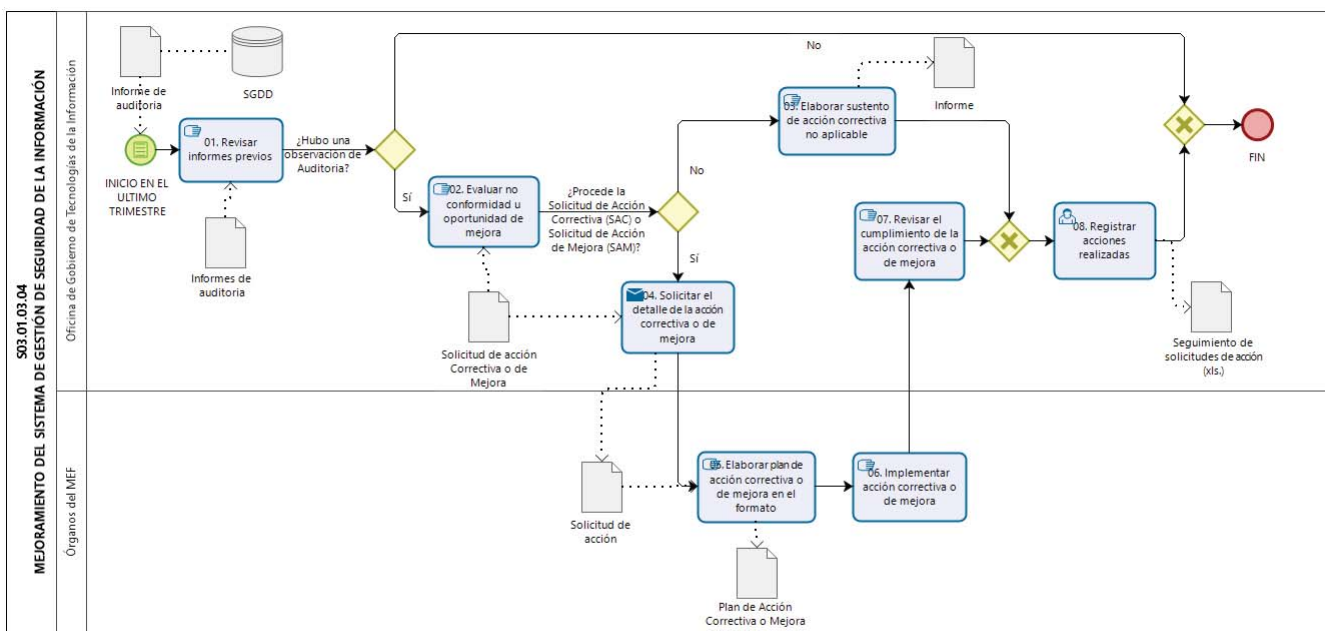 S03.01.03.04
MEJORAMIENTO DEL SISTEMA DE GESTIÓN DE SEGURIDAD DE LA INFORMACIÓN
Oficina de Gobierno de Tecnologías de la Información
Informe de
auditoria
SGDD
INICIO EN EL
ULTIMO
TRIMESTRE
01. Revisar
informes previos
Informes de
auditoria
¿Hubo una
observación de
Auditoria?
No
Sí
02. Evaluar no
conformidad u
oportunidad de
mejora
Solicitud de acción
Correctiva o de
Mejora
¿Procede la
Solicitud de Acción
Correctiva (SAC) o
Solicitud de Acción
de Mejora (SAM)?
No
Sí
03. Elaborar sustento
de acción correctiva
no aplicable
Informe
04. Solicitar el
detalle de la acción
correctiva o de
mejora
07. Revisar el
cumplimiento de la
acción correctiva o
de mejora
08. Registrar
acciones
realizadas
Seguimiento de
solicitudes de acción
(xls.)
FIN
Órganos del MEF
Solicitud de
acción
05. Elaborar plan de
acción correctiva o
de mejora en el
formato
Plan de Acción
Correctiva o Mejora
06. Implementar
acción correctiva o
de mejora